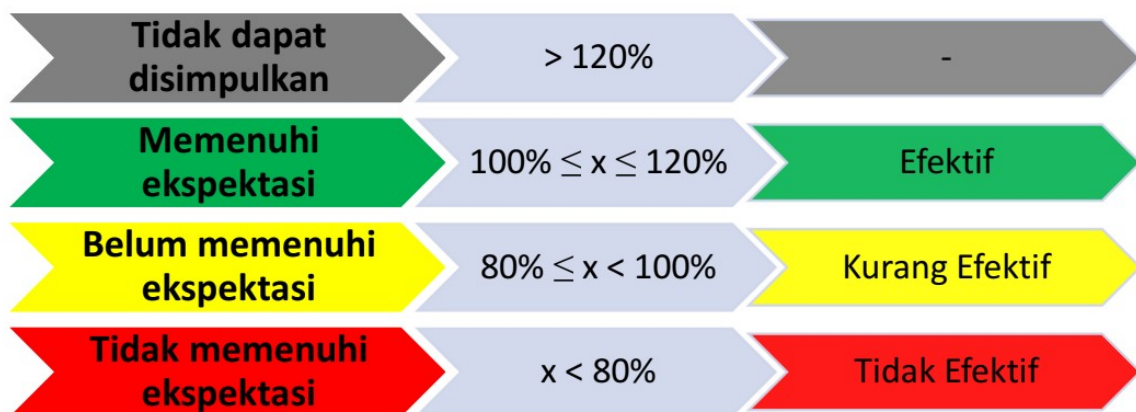 Tidak dapat
disimpulkan
> 120%
-
Memenuhi
ekspektasi
100% ≤ x ≤ 120%
Efektif
Belum memenuhi
ekspektasi
80% ≤ x < 100%
Kurang Efektif
Tidak memenuhi
ekspektasi
x < 80%
Tidak Efektif